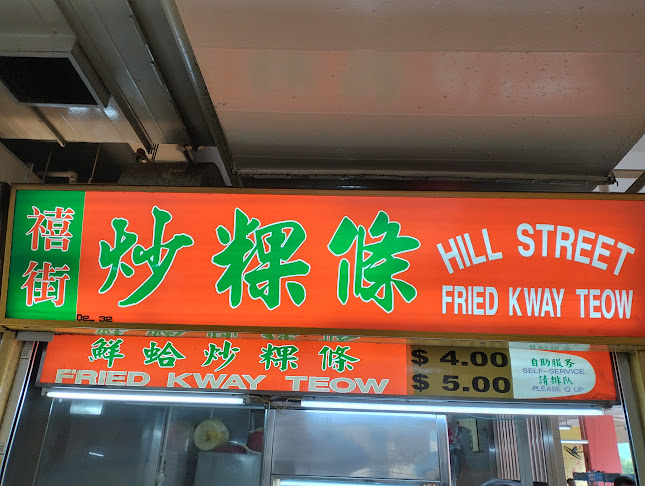 禧街
炒粿條
HILL STREET
FRIED KWAY TEOW
02-32
鮮蛤炒粿條
FRIED KWAY TEOW
$ 4.00
$ 5.00
自助服务
SELF-SERVICE
请排队
PLEASE Q UP